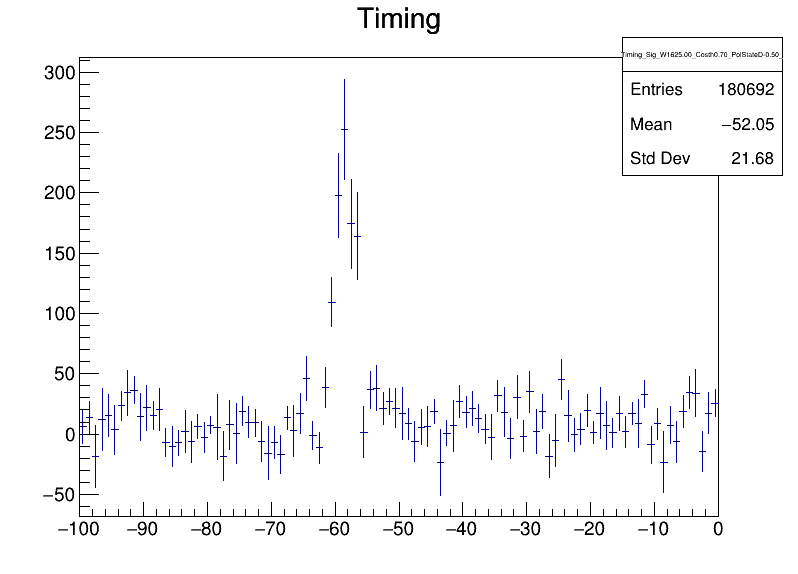 Timing
Timing_Sig_W1625.00_Costh0.70_PolStateD-0.50_
Entries 180692
Mean −52.05
Std Dev 21.68
300
250
200
150
100
50
0
−50
−100 −90 −80 −70 −60 −50 −40 −30 −20 −10 0